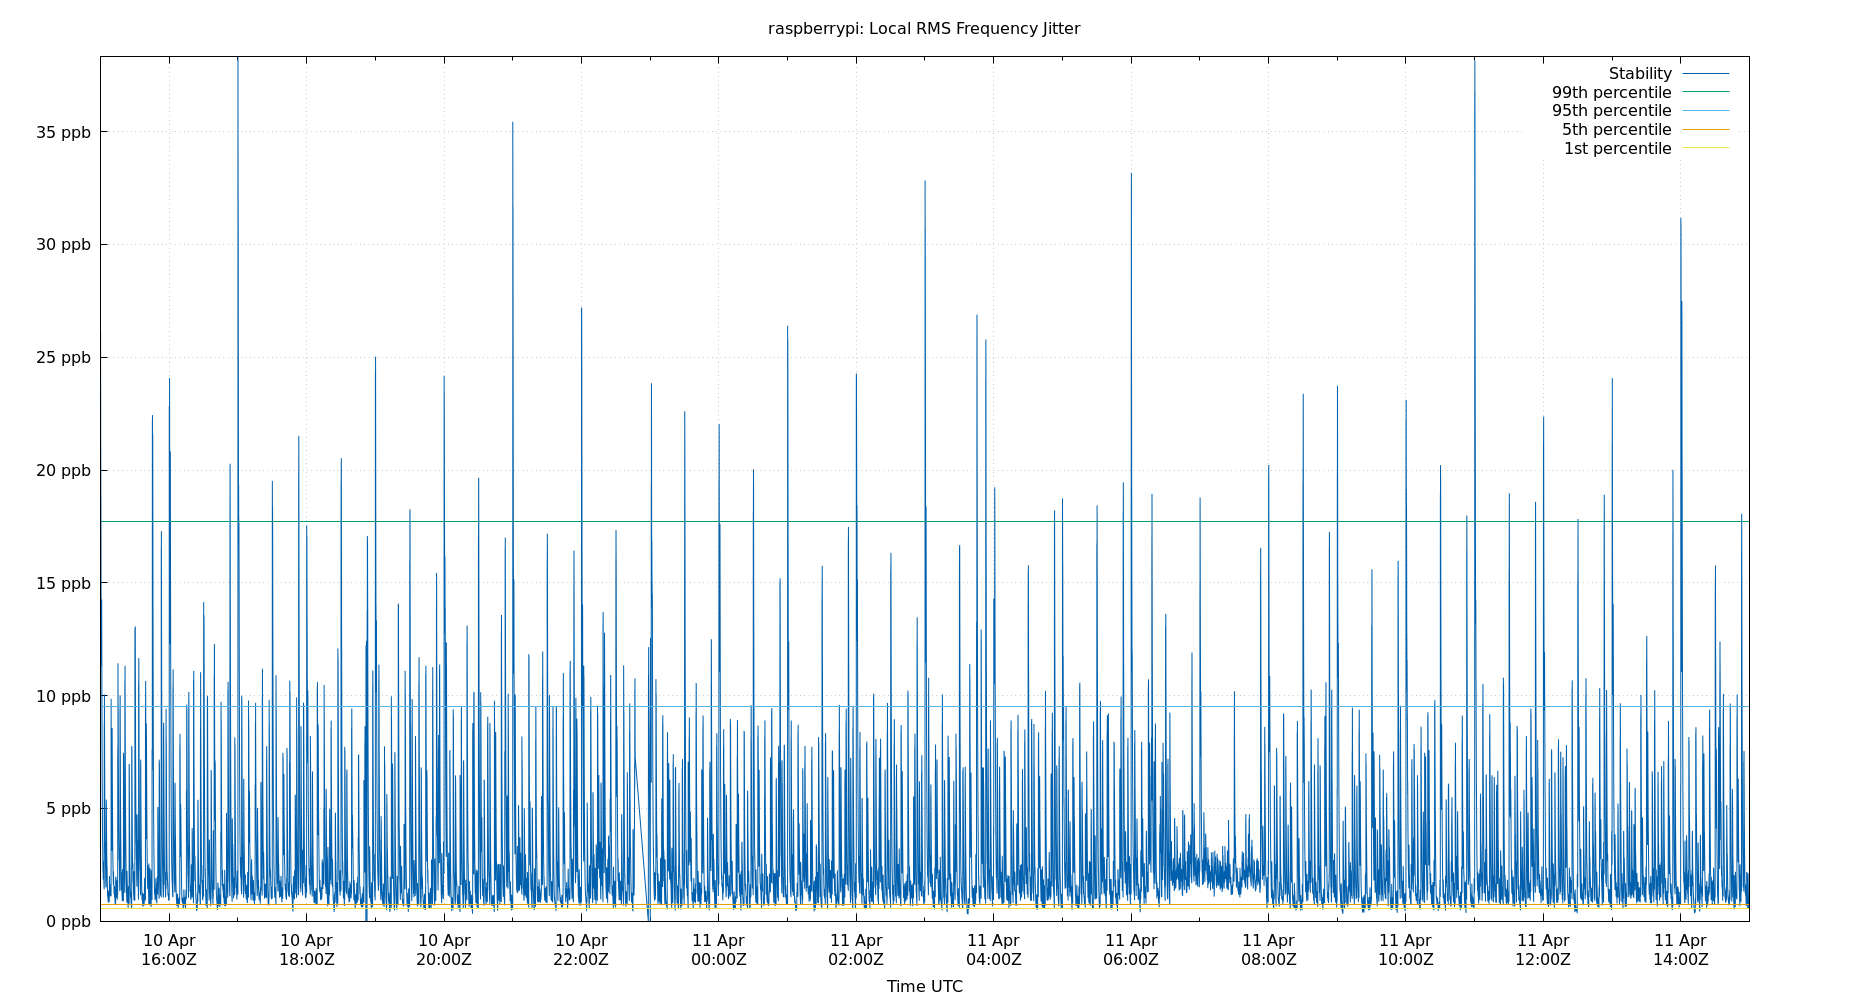 raspberrypi: Local RMS Frequency Jitter
Stability
99th percentile
95th percentile
5th percentile
1st percentile
35 ppb
30 ppb
25 ppb
20 ppb
15 ppb
10 ppb
5 ppb
0 ppb
10 Apr 10 Apr 10 Apr 10 Apr 11 Apr 11 Apr 11 Apr 11 Apr 11 Apr 11 Apr 11 Apr 11 Apr
16:00Z 18:00Z 20:00Z 22:00Z 00:00Z 02:00Z 04:00Z 06:00Z 08:00Z 10:00Z 12:00Z 14:00Z
Time UTC